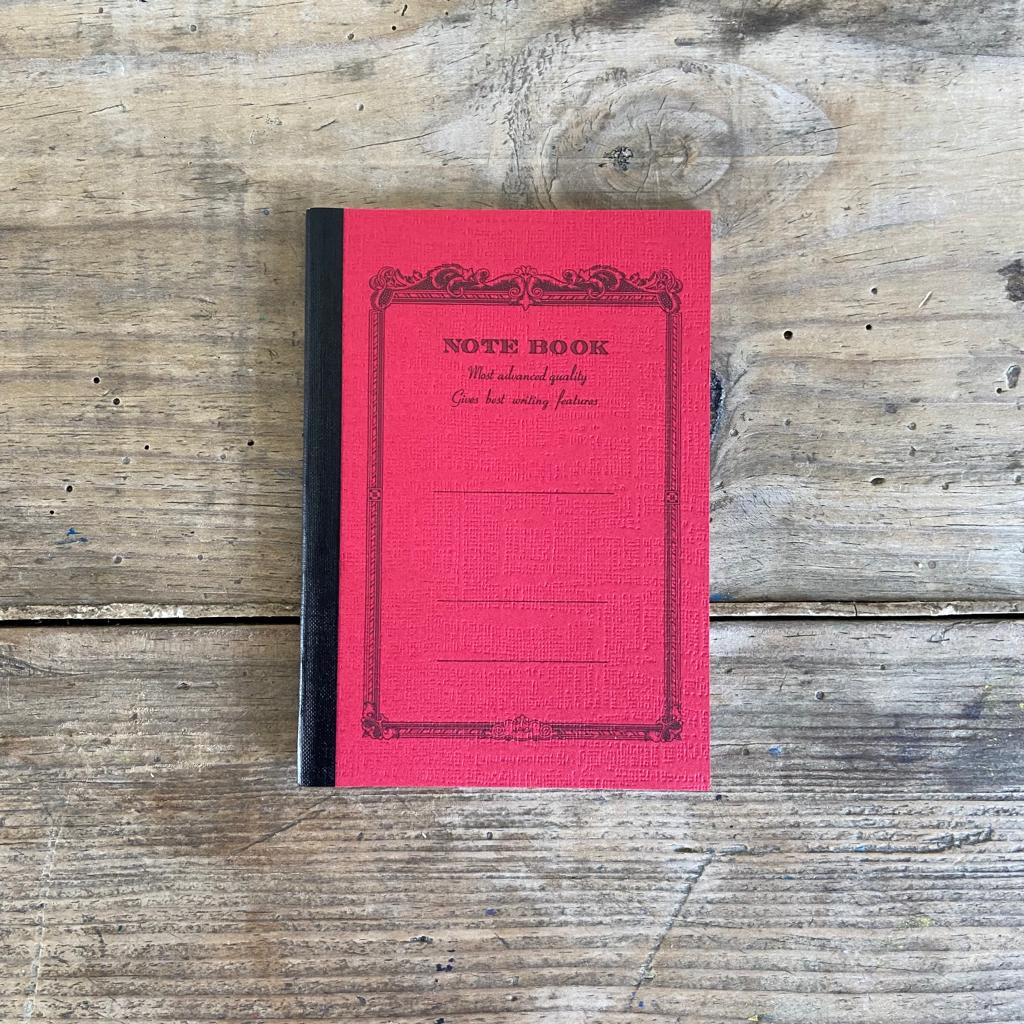 NOTE BOOK
Most advanced quality
Gives best writing features